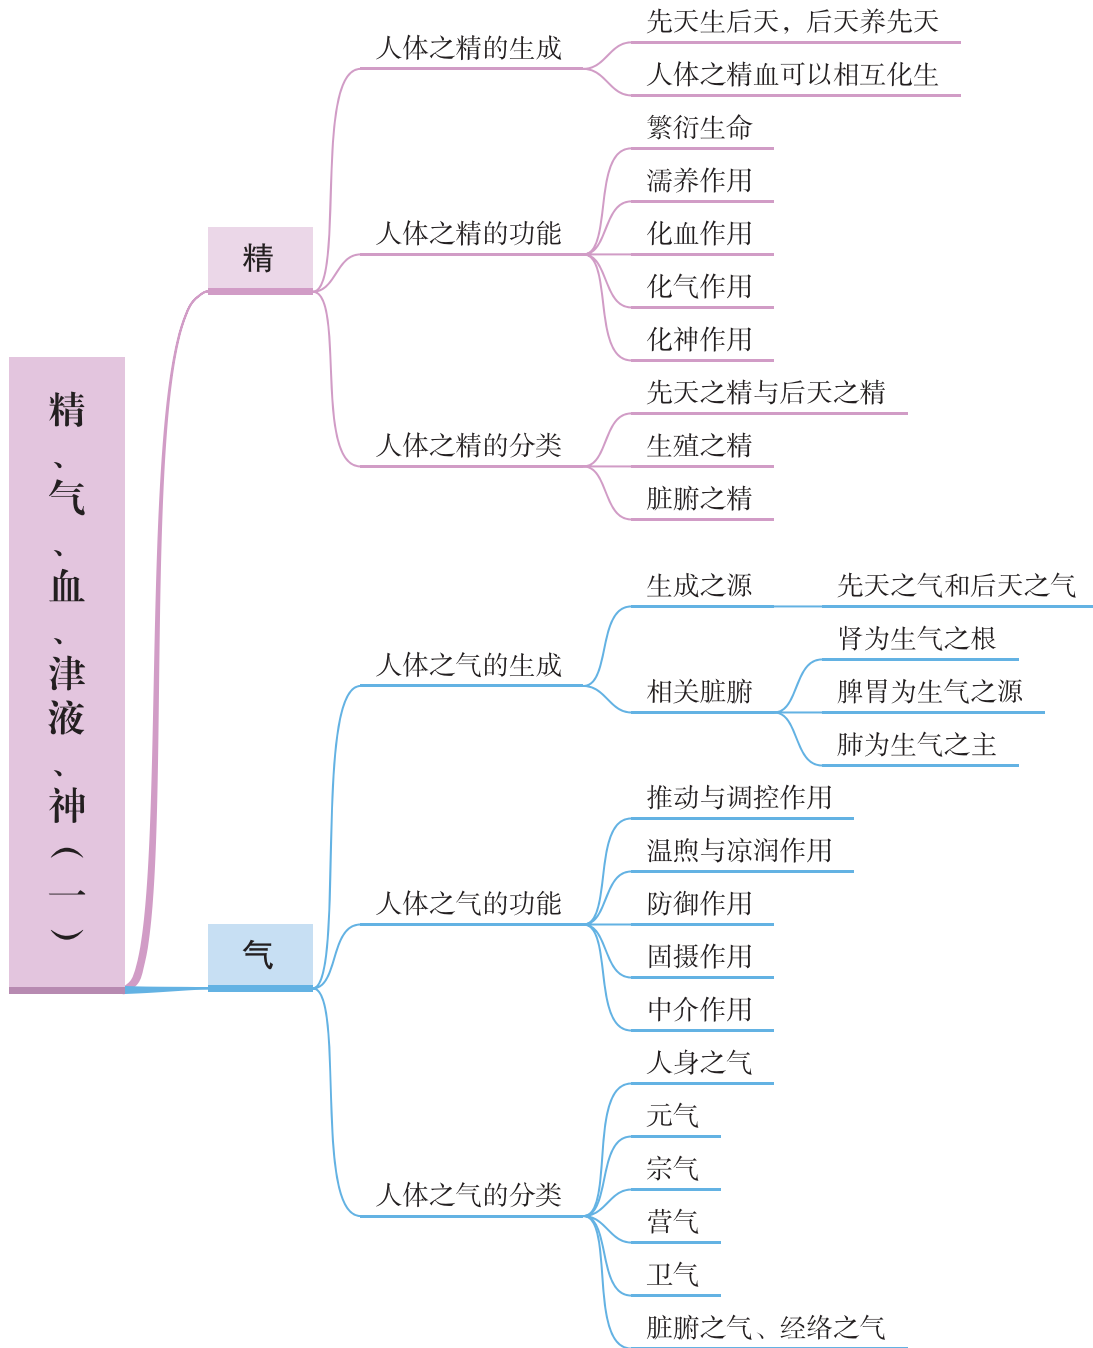 精、气、血、津液、神（一）
精
人体之精的生成
先天生后天，后天养先天
人体之精血可以相互化生
人体之精的功能
繁衍生命
濡养作用
化血作用
化气作用
化神作用
人体之精的分类
先天之精与后天之精
生殖之精
脏腑之精
气
人体之气的生成
生成之源
先天之气和后天之气
相关脏腑
肾为生气之根
脾胃为生气之源
肺为生气之主
人体之气的功能
推动与调控作用
温煦与凉润作用
防御作用
固摄作用
中介作用
人体之气的分类
人身之气
元气
宗气
营气
卫气
脏腑之气、经络之气